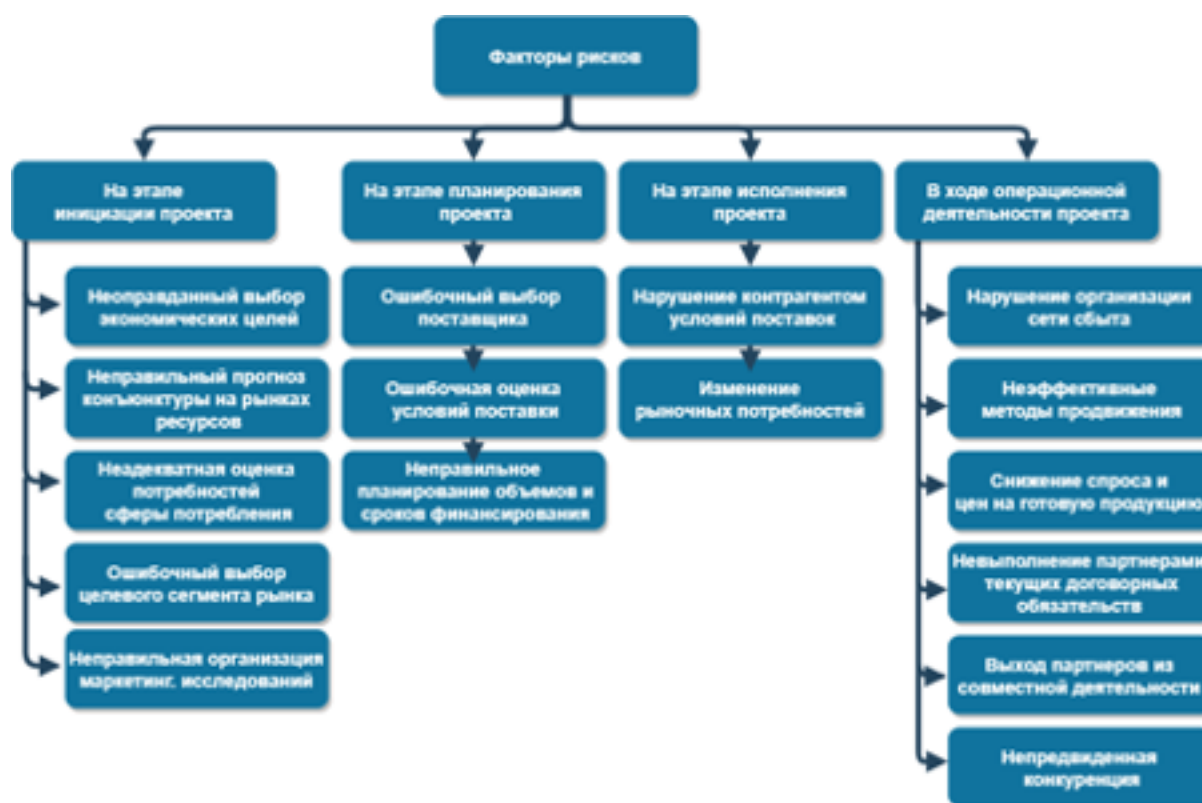 Факторы рисков
На этапе
инициации проекта
Неоправданный выбор
экономических целей
Неправильный прогноз
конъюнктуры на рынках
ресурсов
Неадекватная оценка
потребностей
сферы потребления
Ошибочный выбор
целевого сегмента рынка
Неправильная организация
маркетинг. исследований
На этапе планирования
проекта
Ошибочный выбор
поставщика
Ошибочная оценка
условий поставки
Неправильное
планирование объемов и
сроков финансирования
На этапе исполнения
проекта
Нарушение контрагентом
условий поставок
Изменение
рыночных потребностей
В ходе операционной
деятельности проекта
Нарушение организации
сети сбыта
Неэффективные
методы продвижения
Снижение спроса и
цен на готовую продукцию
Невыполнение партнерами
текущих договорных
обязательств
Выход партнеров из
совместной деятельности
Непредвиденная
конкуренция